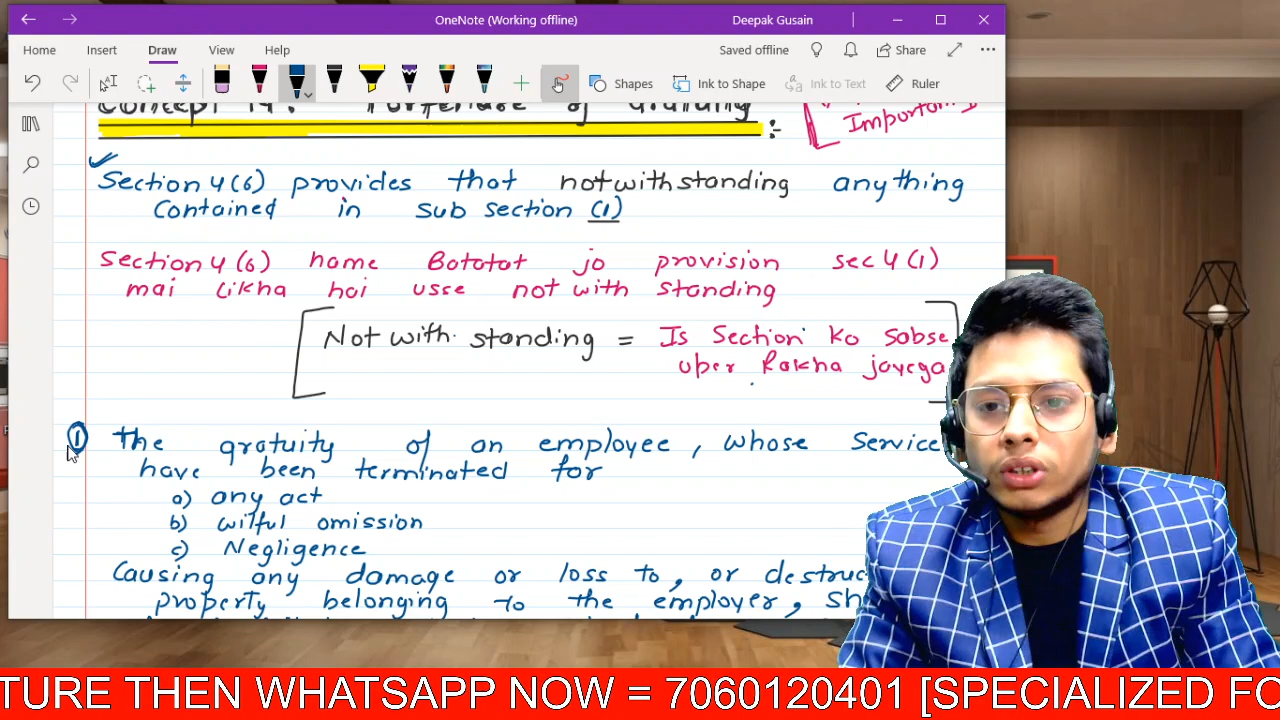 OneNote (Working offline)
Deepak Gusain
Home Insert Draw View Help
Saved offline
Share
Shapes
Ink to Shape
Ink to Text
Ruler
of
Important
Section 4(6) provides that notwithstanding anything
Contained in sub section (1)
Section 4(6) hame Batatat jo provision sec 4(1)
mai Likha hai usse not with standing
Not with standing = Is Section ko sabse
uper Rakha jayega
① The gratuity of an employee, whose Service
have been terminated for
a) any act
b) wilful omission
c) Negligence
Causing any damage or loss to, or
property belonging to the employer,
TURE THEN WHATSAPP NOW = 7060120401 [SPECIALIZED FO